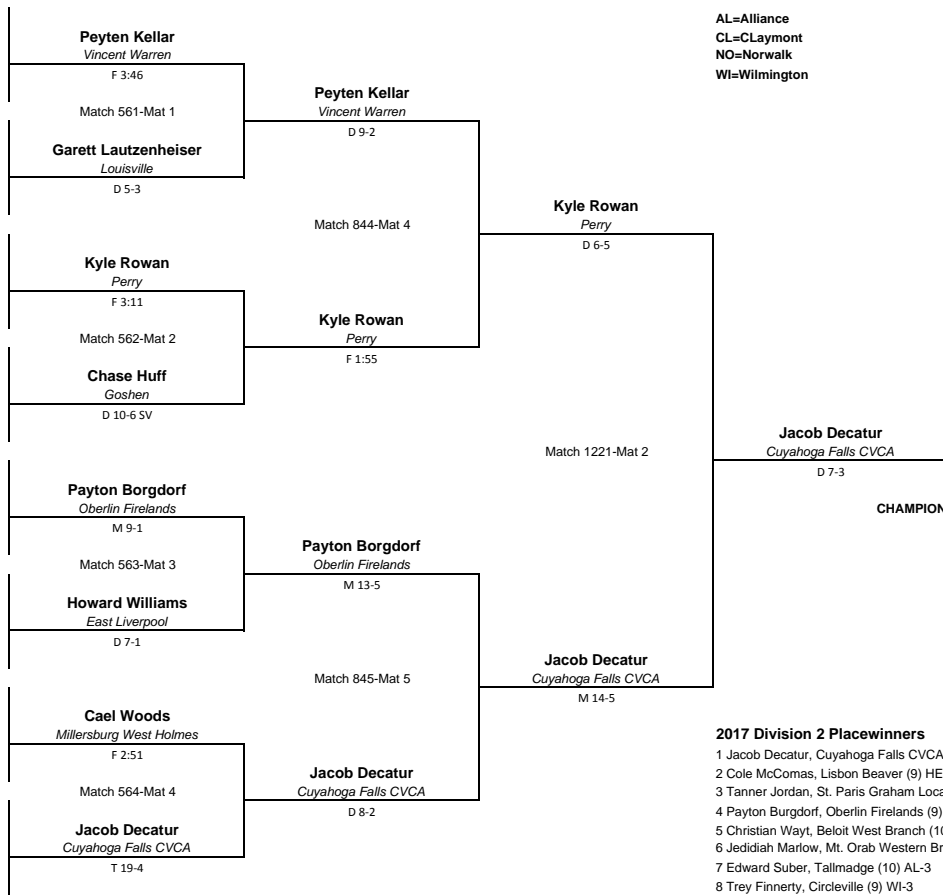 AL=Alliance
CL=CLaymont
NO=Norwalk
WI=Wilmington
Peyten Kellar
Vincent Warren
F 3:46
Match 561-Mat 1
Garett Lautzenheiser
Louisville
D 5-3
Kyle Rowan
Perry
F 3:11
Match 562-Mat 2
Chase Huff
Goshen
D 10-6 SV
Payton Borgdorf
Oberlin Firelands
M 9-1
Match 563-Mat 3
Howard Williams
East Liverpool
D 7-1
Cael Woods
Millersburg West Holmes
F 2:51
Match 564-Mat 4
Jacob Decatur
Cuyahoga Falls CVCA
T 19-4
Peyten Kellar
Vincent Warren
D 9-2
Match 844-Mat 4
Kyle Rowan
Perry
F 1:55
Payton Borgdorf
Oberlin Firelands
M 13-5
Match 845-Mat 5
Jacob Decatur
Cuyahoga Falls CVCA
D 8-2
Kyle Rowan
Perry
D 6-5
Match 1221-Mat 2
Jacob Decatur
Cuyahoga Falls CVCA
M 14-5
Jacob Decatur
Cuyahoga Falls CVCA
D 7-3
CHAMPION
2017 Division 2 Placewinners
1 Jacob Decatur, Cuyahoga Falls CVCA
2 Cole McComas, Lisbon Beaver (9) HE
3 Tanner Jordan, St. Paris Graham Loca
4 Payton Burgdorf, Oberlin Firelands (9)
5 Christian Wayt, Beloit West Branch (10
6 Jedidiah Marlow, Mt. Orab Western Br
7 Edward Suber, Tallmadge (10) AL-3
8 Trey Finnerty, Circleville (9) WI-3